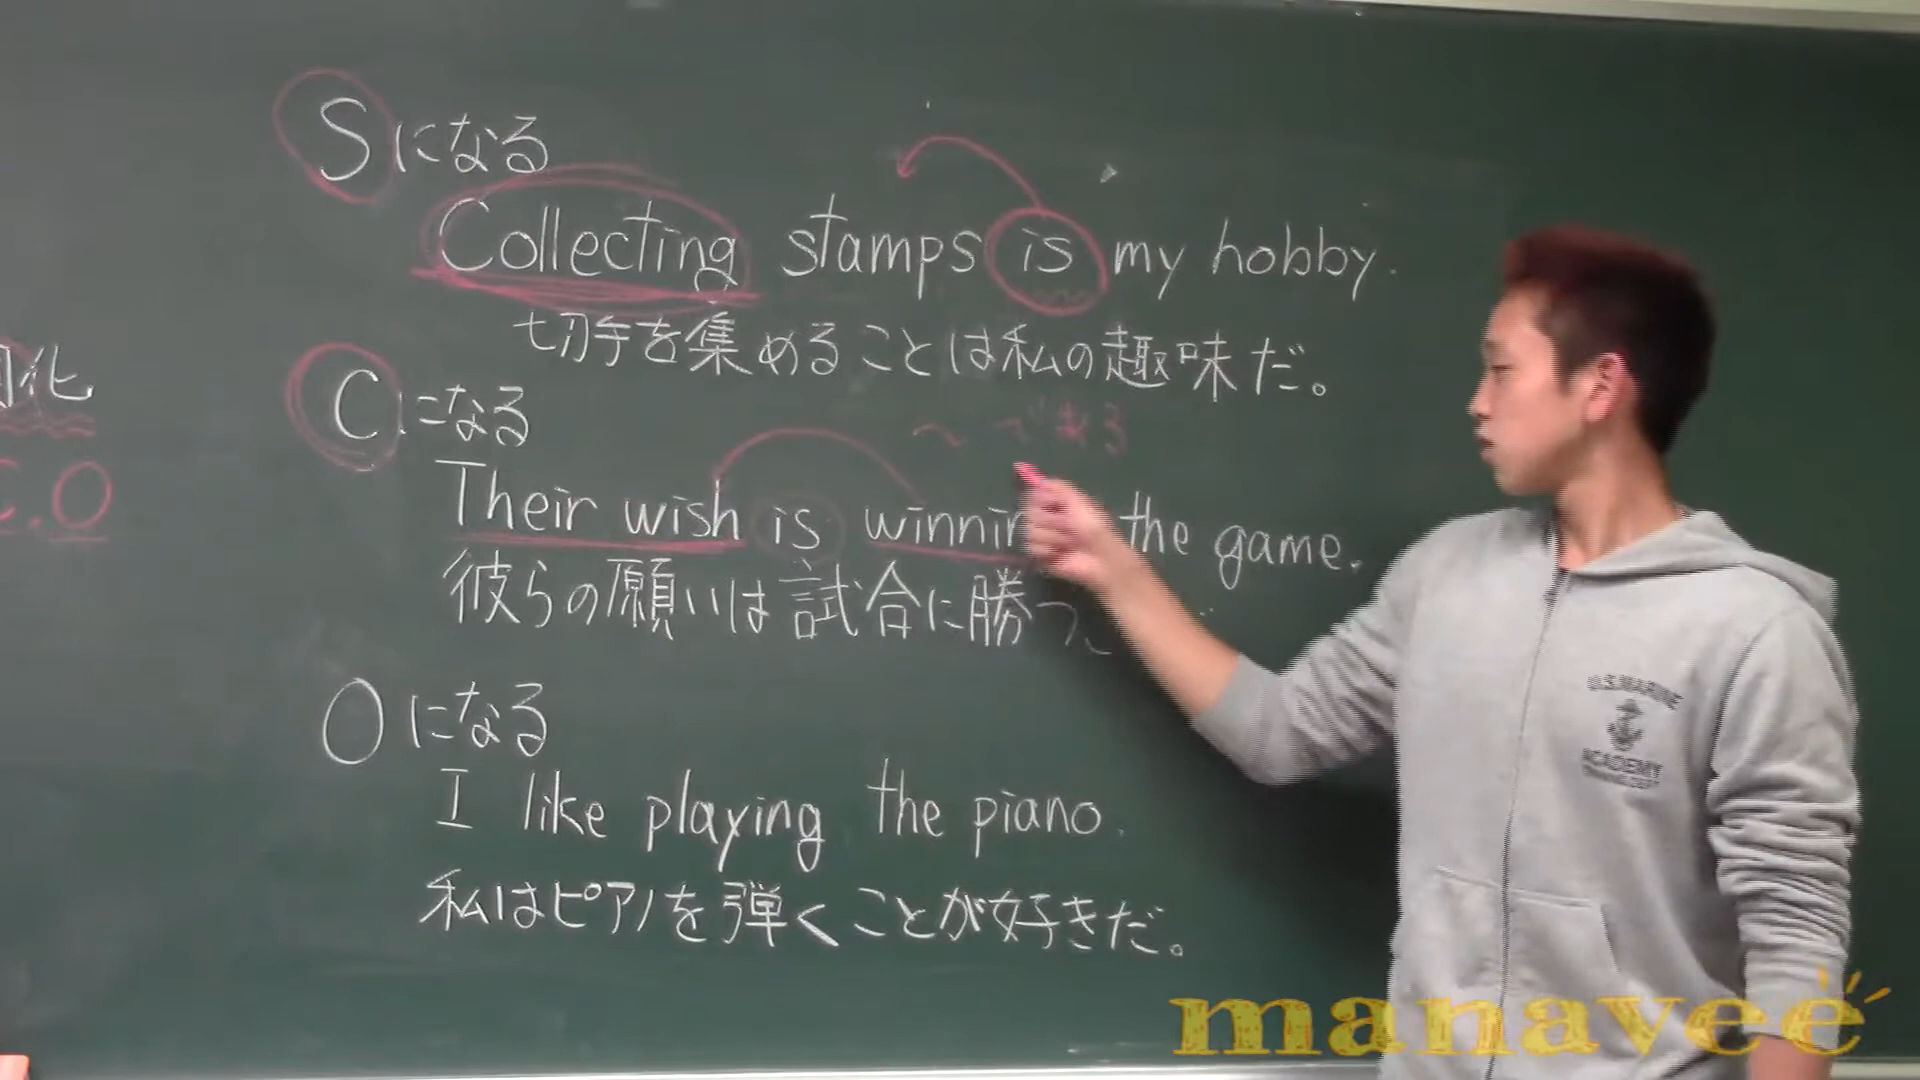 Sになる
Collecting stamps is my hobby.
切手を集めることは私の趣味だ。
化
Cになる
C.O
Their wish is the game.
彼らの願いは試合に勝つ
Oになる
I like playing the piano.
私はピアノを弾くことが好きだ。
U.S. MARINE
ACADEMY
manavee